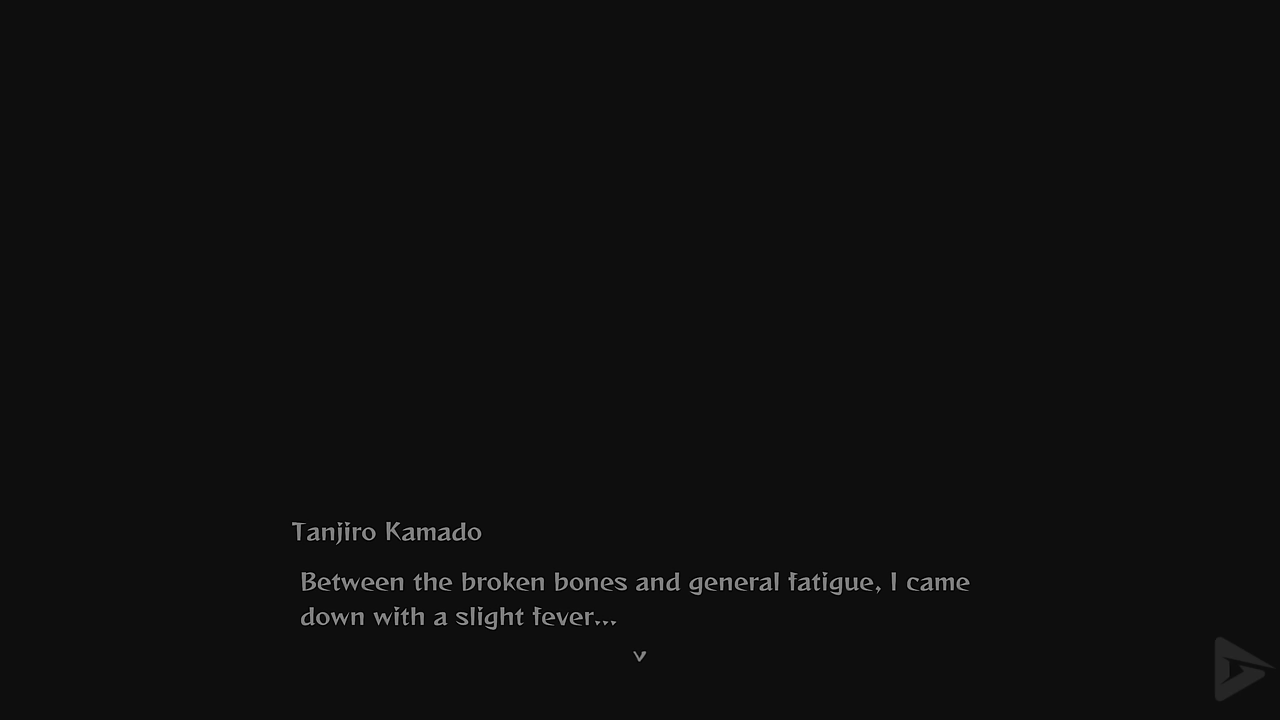 Tanjiro Kamado
Between the broken bones and general fatigue, I came
down with a slight fever...